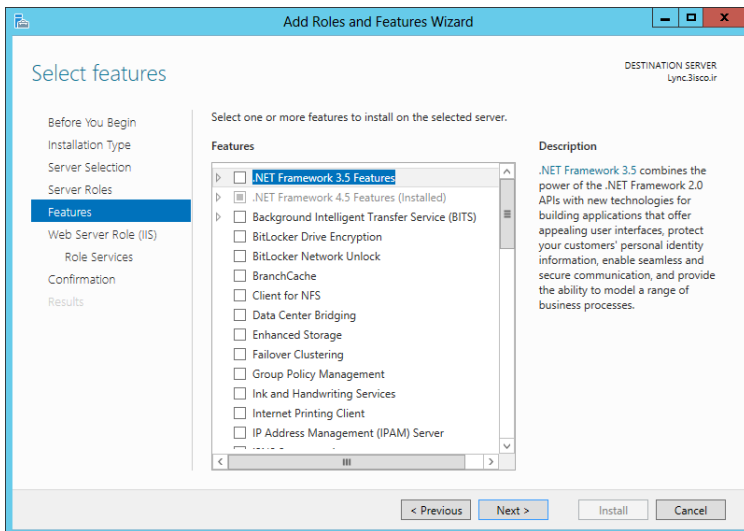 Add Roles and Features Wizard
Select features
DESTINATION SERVER
Lync.3isco.ir
Before You Begin
Installation Type
Server Selection
Server Roles
Features
Web Server Role (IIS)
Role Services
Confirmation
Results
Select one or more features to install on the selected server.
Features
.NET Framework 3.5 Features
.NET Framework 4.5 Features (Installed)
Background Intelligent Transfer Service (BITS)
BitLocker Drive Encryption
BitLocker Network Unlock
BranchCache
Client for NFS
Data Center Bridging
Enhanced Storage
Failover Clustering
Group Policy Management
Ink and Handwriting Services
Internet Printing Client
IP Address Management (IPAM) Server
Description
.NET Framework 3.5 combines the
power of the .NET Framework 2.0
APIs with new technologies for
building applications that offer
appealing user interfaces, protect
your customers' personal identity
information, enable seamless and
secure communication, and provide
the ability to model a range of
business processes.
< Previous
Next >
Install
Cancel